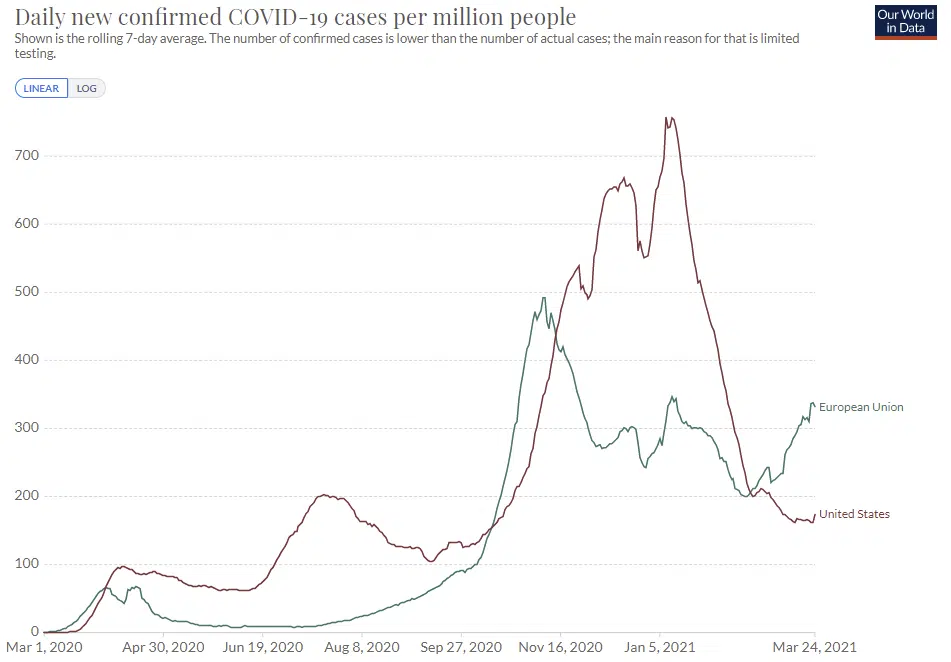 Daily new confirmed COVID-19 cases per million people
Shown is the rolling 7-day average. The number of confirmed cases is lower than the number of actual cases; the main reason for that is limited
testing.
Our World
in Data
LINEAR LOG
700
600
500
400
300
200
100
0
European Union
United States
Mar 1, 2020 Apr 30, 2020 Jun 19, 2020 Aug 8, 2020 Sep 27, 2020 Nov 16, 2020 Jan 5, 2021 Mar 24, 2021